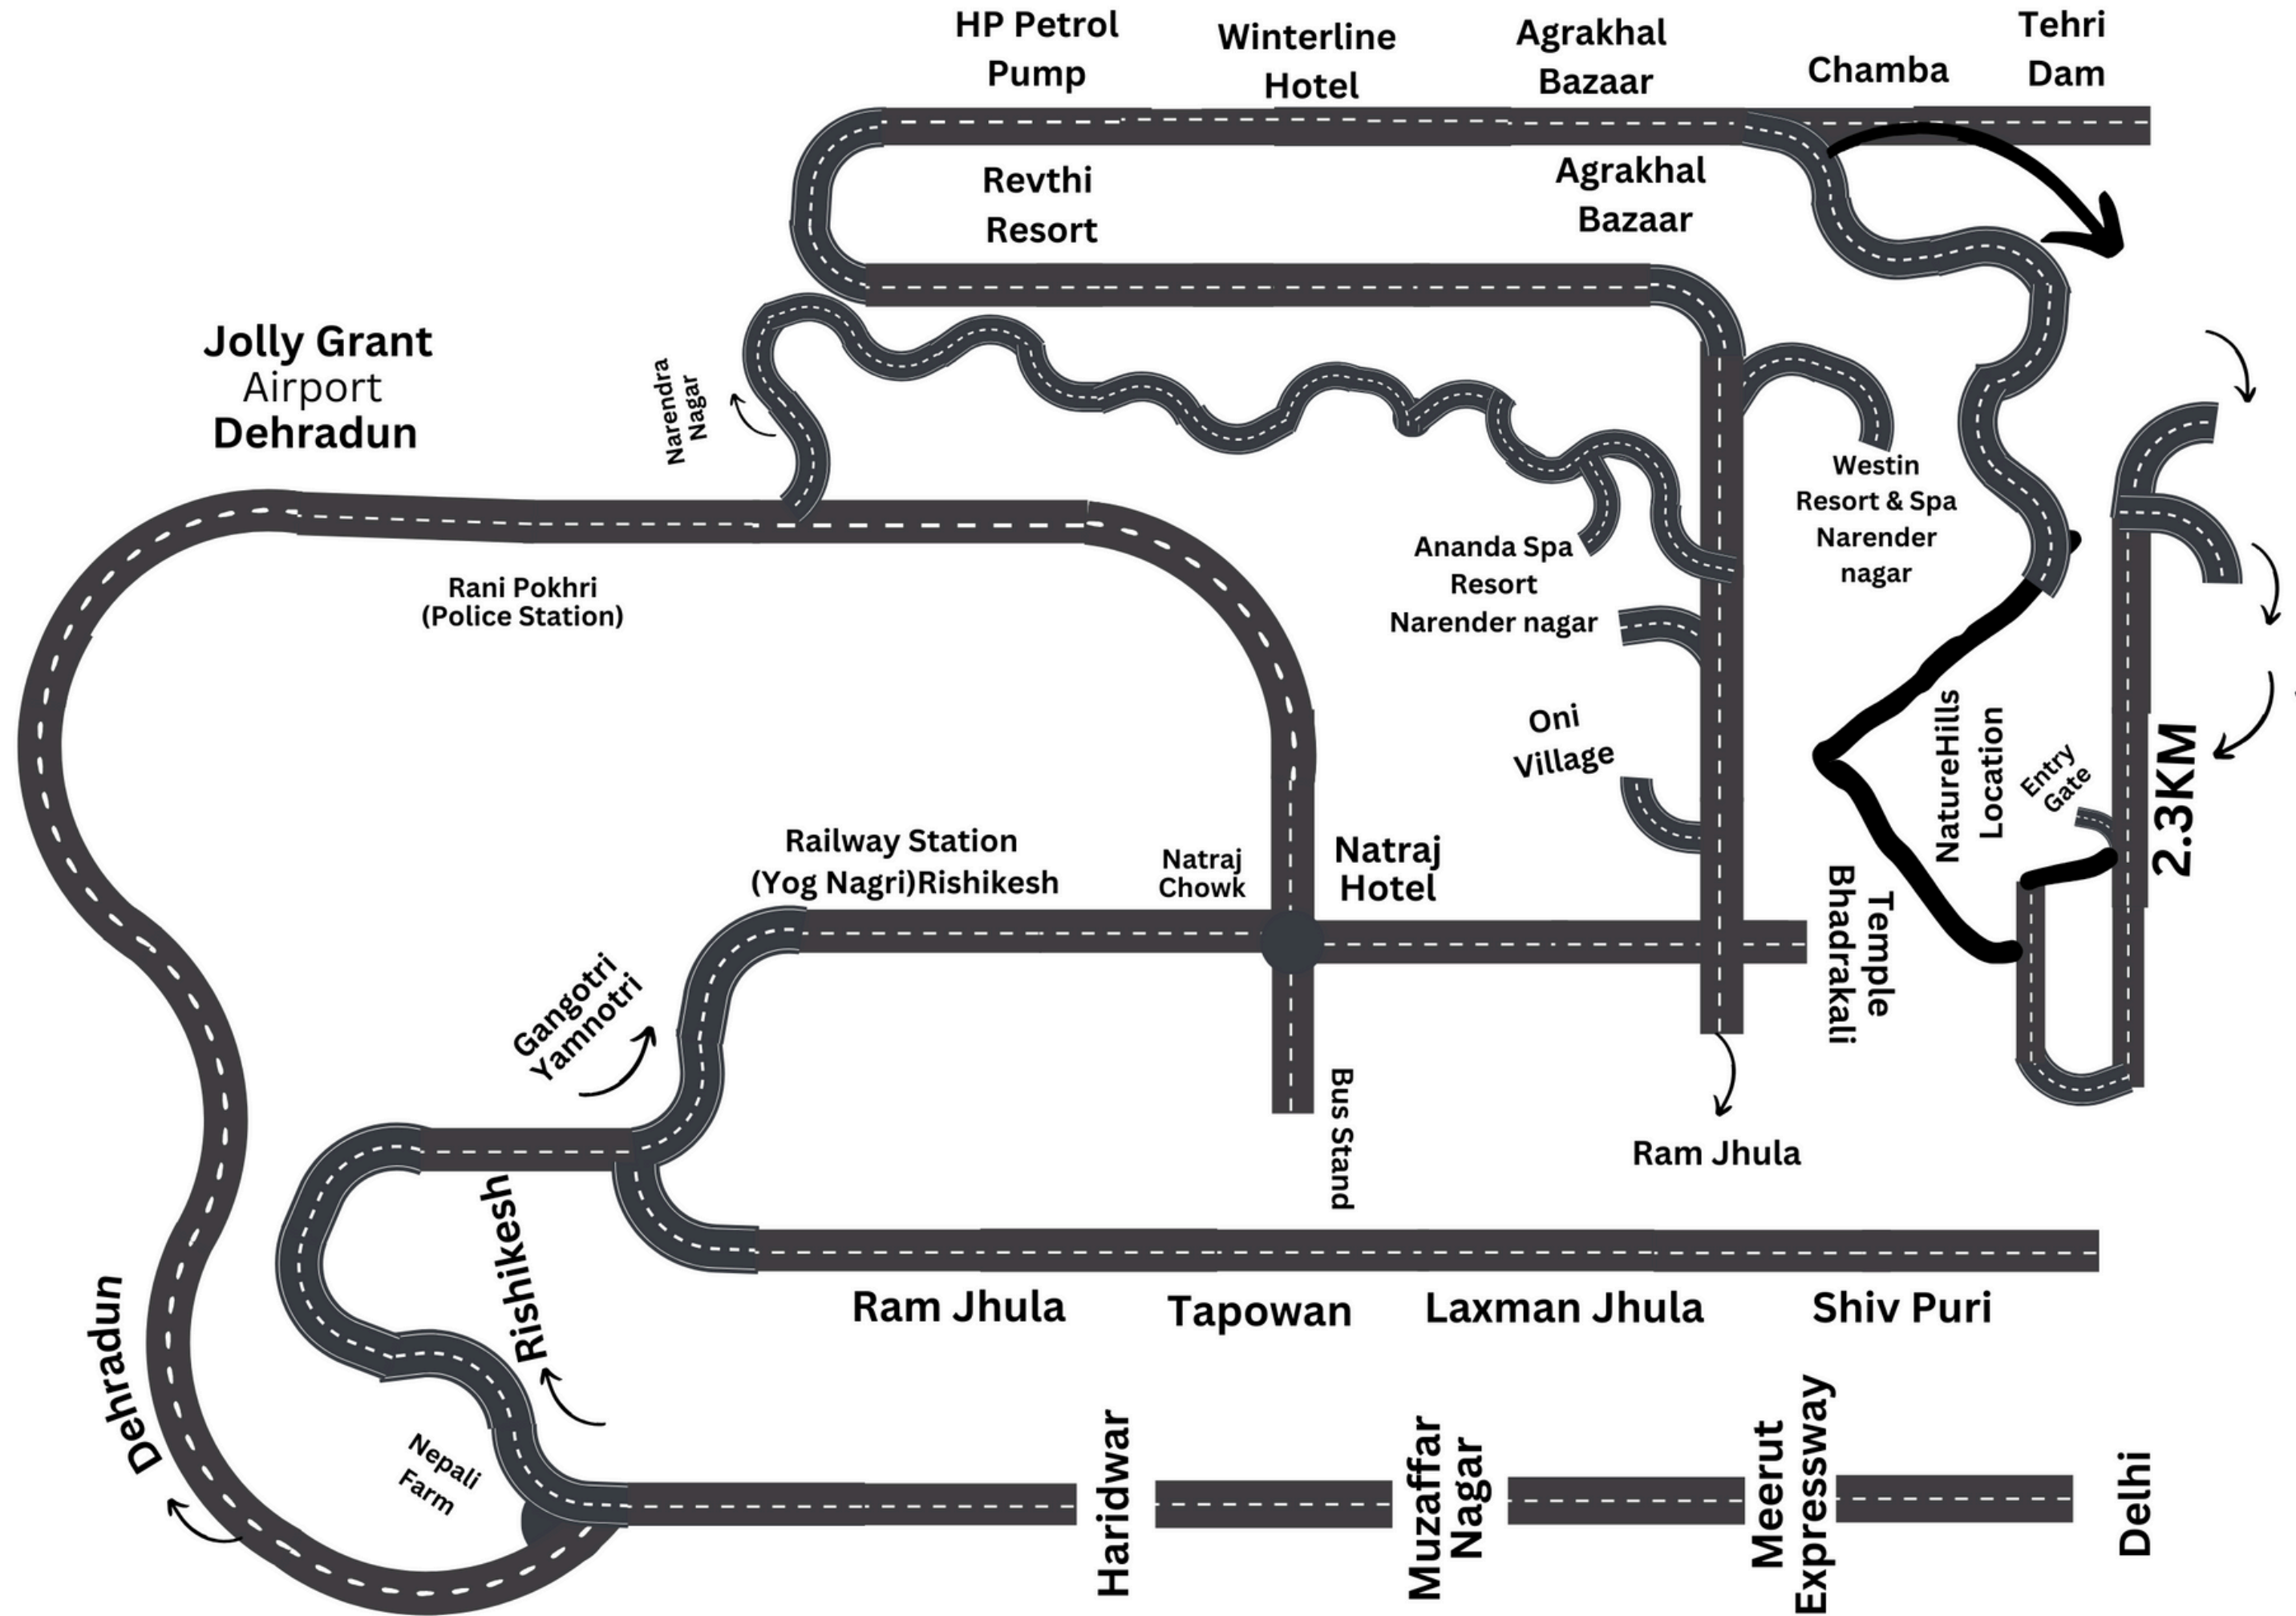 HP Petrol
Pump
Winterline
Hotel
Agrakhal
Bazaar
Chamba
Tehri
Dam
Revthi
Resort
Agrakhal
Bazaar
Jolly Grant
Airport
Dehradun
Narendra
Nagar
Rani Pokhri
(Police Station)
Westin
Resort & Spa
Narender
nagar
Ananda Spa
Resort
Narender nagar
Oni
Village
NatureHills
Location
Entry
Gate
2.3KM
Railway Station
(Yog Nagri)Rishikesh
Natraj
Chowk
Natraj
Hotel
Temple
Bhadrakali
Gangotri
Yamnotri
Bus Stand
Ram Jhula
Rishikesh
Ram Jhula
Tapowan
Laxman Jhula
Shiv Puri
Dehradun
Nepali
Farm
Haridwar
Muzaffar
Nagar
Meerut
Expressway
Delhi